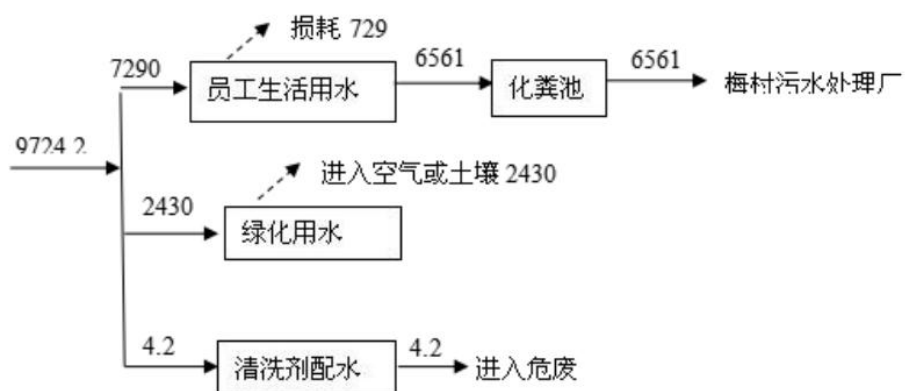 损耗 729
7290
员工生活用水
6561
化粪池
6561
梅村污水处理厂
9724.2
进入空气或土壤 2430
2430
绿化用水
4.2
清洗剂配水
4.2
进入危废